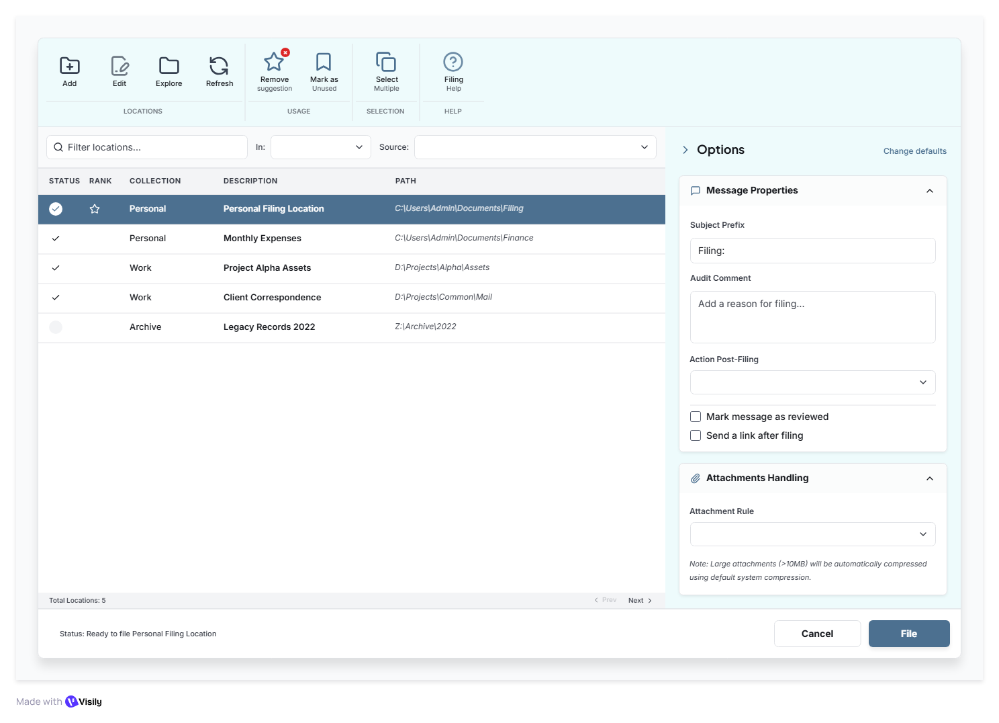 Add
Edit
Explore
Refresh
LOCATIONS
Remove
suggestion
Mark as
Unused
USAGE
Select
Multiple
SELECTION
Filing
Help
HELP
Filter locations...
In:
Source:
STATUS RANK COLLECTION DESCRIPTION PATH
Personal Personal Filing Location C:\Users\Admin\Documents\Filing
Personal Monthly Expenses C:\Users\Admin\Documents\Finance
Work Project Alpha Assets D:\Projects\Alpha\Assets
Work Client Correspondence D:\Projects\Common\Mail
Archive Legacy Records 2022 Z:\Archive\2022
Total Locations: 5
Prev
Next
Options
Change defaults
Message Properties
Subject Prefix
Filing:
Audit Comment
Add a reason for filing...
Action Post-Filing
Mark message as reviewed
Send a link after filing
Attachments Handling
Attachment Rule
Note: Large attachments (>10MB) will be automatically compressed
using default system compression.
Status: Ready to file Personal Filing Location
Cancel
File
Made with Visily